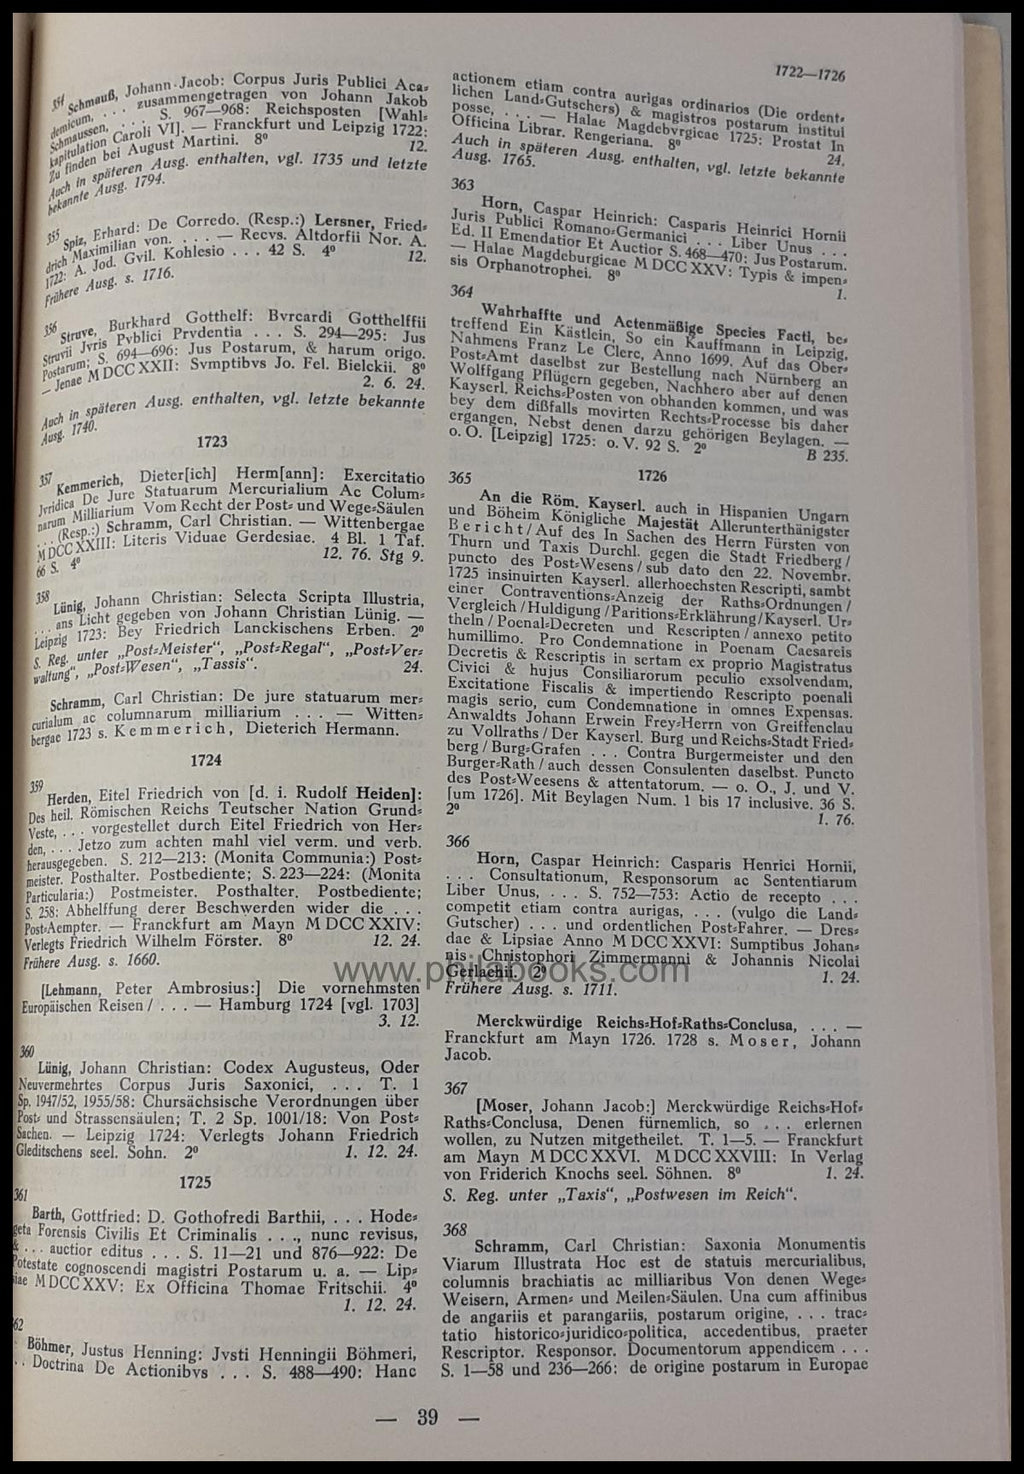 1722—1726
354
Schmauß, Johann Jacob: Corpus Juris Publici Aca⸗
demicum, . . . zusammengetragen von Johann Jakob
Schmaussen, . . . S. 967—968: Reichsposten [Wahl⸗
kapitulation Caroli VI]. — Franckfurt und Leipzig 1722:
Zu finden bei August Martini. 8⁰ 12.
Auch in späteren Ausg. enthalten, vgl. 1735 und letzte
bekannte Ausg. 1794.
355
Spiz, Erhard: De Corredo. (Resp.:) Lersner, Fried⸗
drich Maximilian von. . . . — Recvs. Altdorfii Nor. A.
1722: A. Jod. Gvil. Kohlesio . . . 42 S. 4⁰ 12.
Frühere Ausg. s. 1716.
356
Struve, Burkhard Gotthelf: Bvrcardi Gotthelffii
Struvii Jvris Pvblici Prvdentia . . . S. 294—295: Jus
Postarum; S. 694—696: Jus Postarum, & harum origo.
— Jenae M DCC XXII: Svmptibvs Jo. Fel. Bielckii. 8⁰
2. 6. 24.
Auch in späteren Ausg. enthalten, vgl. letzte bekannte
Ausg. 1740.
1723
357
Kemmerich, Dieter[ich] Herm[ann]: Exercitatio
Jvridica De Jure Statuarum Mercurialium Ac Colum⸗
narum Milliarium Vom Recht der Post⸗ und Wege⸗Säulen
. . . (Resp.:) Schramm, Carl Christian. — Wittenbergae
M DCC XXIII: Literis Viduae Gerdesiae. 4 Bl. 1 Taf.
66 S. 4⁰ 12. 76. Stg 9.
358
Lünig, Johann Christian: Selecta Scripta Illustria,
. . . ans Licht gegeben von Johann Christian Lünig. —
Leipzig 1723: Bey Friedrich Lanckischens Erben. 2⁰
S. Reg. unter „Post⸗Meister“, „Post⸗Regal“, „Post⸗Ver⸗
waltung“, „Post⸗Wesen“, „Tassis“. 24.
Schramm, Carl Christian: De jure statuarum mer⸗
curialum ac columnarum milliarium . . . — Witten⸗
bergae 1723 s. Kemmerich, Dieterich Hermann.
1724
359
Herden, Eitel Friedrich von [d. i. Rudolf Heiden]:
Des heil. Römischen Reichs Teutscher Nation Grund⸗
Veste, . . . vorgestellet durch Eitel Friedrich von Her⸗
den, . . . Jetzo zum achten mahl viel verm. und verb.
herausgegeben. S. 212—213: (Monita Communia:) Post⸗
meister. Posthalter. Postbediente; S. 223—224: (Monita
Particularia:) Postmeister. Posthalter. Postbediente;
S. 258: Abhelffung derer Beschwerden wider die . . .
Post⸗Aempter. — Franckfurt am Mayn M DCC XXIV:
Verlegts Friedrich Wilhelm Förster. 8⁰ 12. 24.
Frühere Ausg. s. 1660.
[Lehmann, Peter Ambrosius:] Die vornehmsten
Europäischen Reisen / . . . — Hamburg 1724 [vgl. 1703]
3. 12.
360
Lünig, Johann Christian: Codex Augusteus, Oder
Neuvermehrtes Corpus Juris Saxonici, . . . T. 1
Sp. 1947/52, 1955/58: Chursächsische Verordnungen über
Post⸗ und Strassensäulen; T. 2 Sp. 1001/18: Von Post⸗
Sachen. — Leipzig 1724: Verlegts Johann Friedrich
Gleditschens seel. Sohn. 2⁰ 1. 12. 24.
1725
361
Barth, Gottfried: D. Gothofredi Barthii, . . . Hode⸗
geta Forensis Civilis Et Criminalis . . ., nunc revisus,
& . . . auctior editus . . . S. 11—21 und 876—922: De
Potestate cognoscendi magistri Postarum u. a. — Lip⸗
siae M DCC XXV: Ex Officina Thomae Fritschii. 4⁰
1. 12. 24.
62
Böhmer, Justus Henning: Jvsti Henningii Böhmeri,
. . Doctrina De Actionibvs . . . S. 488—490: Hanc
actionem etiam contra aurigas ordinarios (Die ordent⸗
lichen Land⸗Gutschers) & magistros postarum institui
posse, . . . — Halae Magdebvrgicae 1725: Prostat In
Officina Librar. Rengeriana. 8⁰ 24.
Auch in späteren Ausg. enthalten, vgl. letzte bekannte
Ausg. 1765.
363
Horn, Caspar Heinrich: Casparis Heinrici Hornii
Juris Publici Romano⸗Germanici . . . Liber Unus . . .
Ed. II Emendatior Et Auctior S. 468—470: Jus Postarum.
— Halae Magdeburgicae M DCC XXV: Typis & impen⸗
sis Orphanotrophei. 8⁰ 1.
364
Wahrhaffte und Actenmäßige Species Facti, be⸗
treffend Ein Kästlein, So ein Kauffmann in Leipzig,
Nahmens Franz Le Clerc, Anno 1699. Auf das Ober⸗
Post⸗Amt daselbst zur Bestellung nach Nürnberg an
Wolffgang Pflügern gegeben, Nachhero aber auf denen
Kayserl. Reichs⸗Posten von obhanden kommen, und was
bey dem dißfalls movirten Rechts⸗Processe bis daher
ergangen, Nebst denen darzu gehörigen Beylagen. —
o. O. [Leipzig] 1725: o. V. 92 S. 2⁰ B 235.
1726
365
An die Röm. Kayserl. auch in Hispanien Ungarn
und Böheim Königliche Majestät Allerunterthänigster
Bericht / Auf des In Sachen des Herrn Fürsten von
Thurn und Taxis Durchl. gegen die Stadt Friedberg /
puncto des Post⸗Wesens / sub dato den 22. Novembr.
1725 insinuirten Kayserl. allerhoechsten Rescripti, sambt
einer Contraventions⸗Anzeig der Raths⸗Ordnungen /
Vergleich / Huldigung / Paritions⸗Erklährung / Kayserl. Ur⸗
theln / Poenal⸗Decreten und Rescripten / annexo petito
humillimo. Pro Condemnatione in Poenam Caesareis
Decretis & Rescriptis in sertam ex proprio Magistratus
Civici & hujus Consiliarorum peculio exsolvendam,
Excitatione Fiscalis & impertiendo Rescripto poenali
magis serio, cum Condemnatione in omnes Expensas.
Anwaldts Johann Erwein Frey⸗Herrn von Greiffenclau
zu Vollraths / Der Kayserl. Burg und Reichs⸗Stadt Fried⸗
berg / Burg⸗Grafen . . . Contra Burgermeister und den
Burger⸗Rath / auch dessen Consulenten daselbst. Puncto
des Post⸗Weesens & attentatorum. — o. O., J. und V.
[um 1726]. Mit Beylagen Num. 1 bis 17 inclusive. 36 S.
2⁰ 1. 76.
366
Horn, Caspar Heinrich: Casparis Henrici Hornii,
. . . Consultationum, Responsorum ac Sententiarum
Liber Unus, . . . S. 752—753: Actio de recepto . . .
competit etiam contra aurigas, . . . (vulgo die Land⸗
Gutscher) . . . und ordentlichen Post⸗Fahrer. — Dres⸗
dae & Lipsiae Anno M DCC XXVI: Sumptibus Johan⸗
nis Christophori Zimmermanni & Johannis Nicolai
Gerlachii. 2⁰ 1. 24.
Frühere Ausg. s. 1711.
Merckwürdige Reichs⸗Hof⸗Raths⸗Conclusa, . . . —
Franckfurt am Mayn 1726. 1728 s. Moser, Johann
Jacob.
367
[Moser, Johann Jacob:] Merckwürdige Reichs⸗Hof⸗
Raths⸗Conclusa, Denen fürnemlich, so . . . erlernen
wollen, zu Nutzen mitgetheilet. T. 1—5. — Franckfurt
am Mayn M DCC XXVI. M DCC XXVIII: In Verlag
von Friderich Knochs seel. Söhnen. 8⁰ 1. 24.
S. Reg. unter „Taxis“, „Postwesen im Reich“.
368
Schramm, Carl Christian: Saxonia Monumentis
Viarum Illustrata Hoc est de statuis mercurialibus,
columnis brachiatis ac milliaribus Von denen Wege⸗
Weisern, Armen⸗ und Meilen⸗Säulen. Una cum affinibus
de angariis et parangariis, postarum origine, . . . trac⸗
tatio historico⸗juridico⸗politica, accedentibus, praeter
Rescriptor. Responsor. Documentorum appendicem . . .
S. 1—58 und 236—266: de origine postarum in Europae
www.philabooks.com
— 39 —